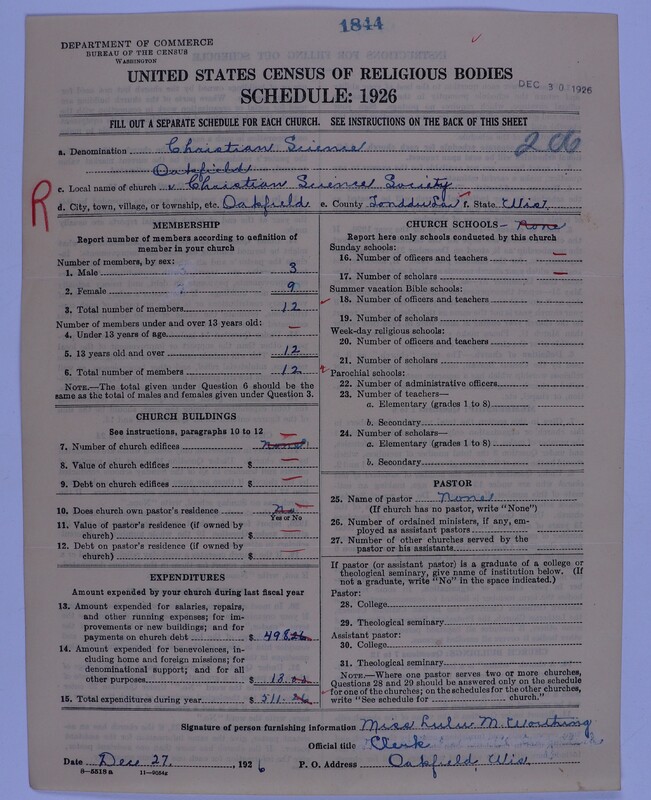 1844
DEPARTMENT OF COMMERCE
BUREAU OF THE CENSUS
WASHINGTON
UNITED STATES CENSUS OF RELIGIOUS BODIES
SCHEDULE: 1926
DEC 30 1926
FILL OUT A SEPARATE SCHEDULE FOR EACH CHURCH. SEE INSTRUCTIONS ON THE BACK OF THIS SHEET
a. Denomination Christian Science
206
Oakfield
c. Local name of church Christian Science Society
R
d. City, town, village, or township, etc. Oakfield e. County Fond du Lac f. State Wis.
MEMBERSHIP
Report number of members according to definition of
member in your church
Number of members, by sex:
1. Male 3
2. Female 9
3. Total number of members 12
Number of members under and over 13 years old:
4. Under 13 years of age —
5. 13 years old and over 12
6. Total number of members 12
NOTE.—The total given under Question 6 should be
same as the total of males and females given under Question 3.
CHURCH BUILDINGS
See instructions, paragraphs 10 to 12
7. Number of church edifices None
8. Value of church edifices $ —
9. Debt on church edifices $ —
10. Does church own pastor's residence No
Yes or No
11. Value of pastor's residence (if owned by
church) $ —
12. Debt on pastor's residence (if owned by
church) $ —
EXPENDITURES
Amount expended by your church during last fiscal year
13. Amount expended for salaries, repairs,
and other running expenses; for im-
provements or new buildings; and for
payments on church debt $ 498.26
14. Amount expended for benevolences, in-
cluding home and foreign missions; for
denominational support; and for all
other purposes $ 13.00
15. Total expenditures during year $ 511.26
CHURCH SCHOOLS— None
Report here only schools conducted by this church
Sunday schools:
16. Number of officers and teachers —
17. Number of scholars —
Summer vacation Bible schools:
18. Number of officers and teachers
19. Number of scholars
Week-day religious schools:
20. Number of officers and teachers
21. Number of scholars
Parochial schools:
22. Number of administrative officers
23. Number of teachers—
a. Elementary (grades 1 to 8)
b. Secondary
24. Number of scholars—
a. Elementary (grades 1 to 8)
b. Secondary
PASTOR
25. Name of pastor None
(If church has no pastor, write "None")
26. Number of ordained ministers, if any, em-
ployed as assistant pastors
27. Number of other churches served by the
pastor or his assistants
If pastor (or assistant pastor) is a graduate of a college or
theological seminary, give name of institution below. (If
not a graduate, write "No" in the space indicated.)
Pastor:
28. College
29. Theological seminary
Assistant pastor:
30. College
31. Theological seminary
NOTE.—Where one pastor serves two or more churches,
Questions 28 and 29 should be answered only on the schedule
for one of the churches; on the schedules for the other churches,
write "See schedule for church."
Signature of person furnishing information Miss Lulu M. Worthing
Official title Clerk
Date Dec 27, 1926 P. O. Address Oakfield, Wis
8—5518a 11—9054z